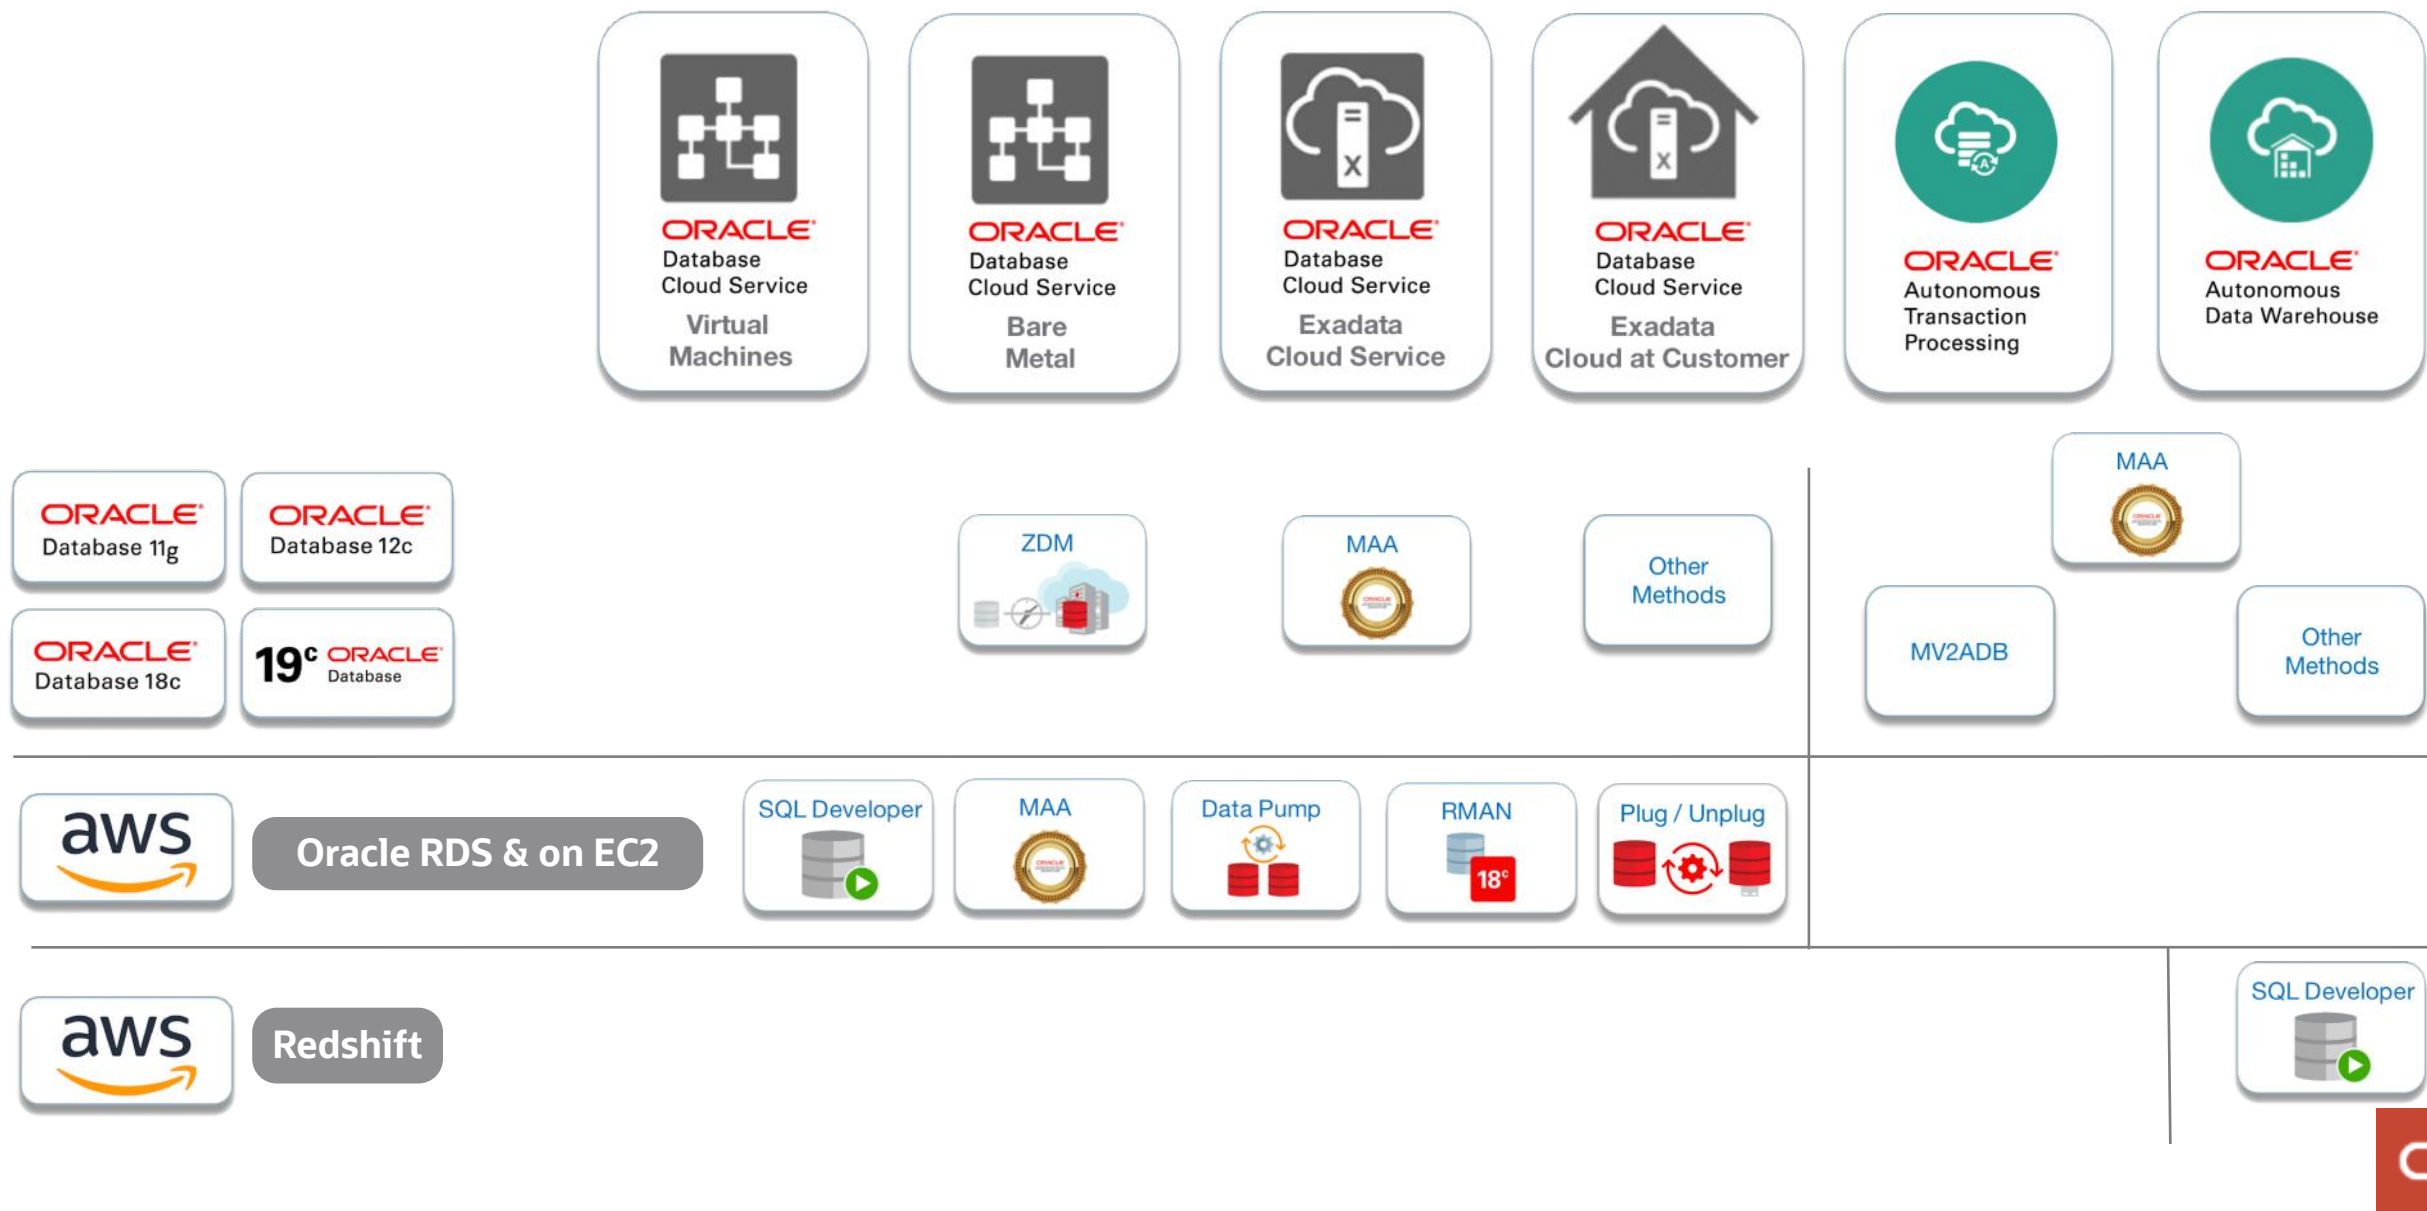 ORACLE
Database
Cloud Service
Virtual
Machines
ORACLE
Database
Cloud Service
Bare
Metal
X
ORACLE
Database
Cloud Service
Exadata
Cloud Service
X
ORACLE
Database
Cloud Service
Exadata
Cloud at Customer
A
ORACLE
Autonomous
Transaction
Processing
ORACLE
Autonomous
Data Warehouse
ORACLE
Database 11g
ORACLE
Database 12c
ORACLE
Database 18c
19c ORACLE
Database
ZDM
MAA
ORACLE
Other
Methods
MAA
ORACLE
MV2ADB
Other
Methods
aws
Oracle RDS & on EC2
SQL Developer
MAA
ORACLE
Data Pump
RMAN
18c
Plug / Unplug
aws
Redshift
SQL Developer